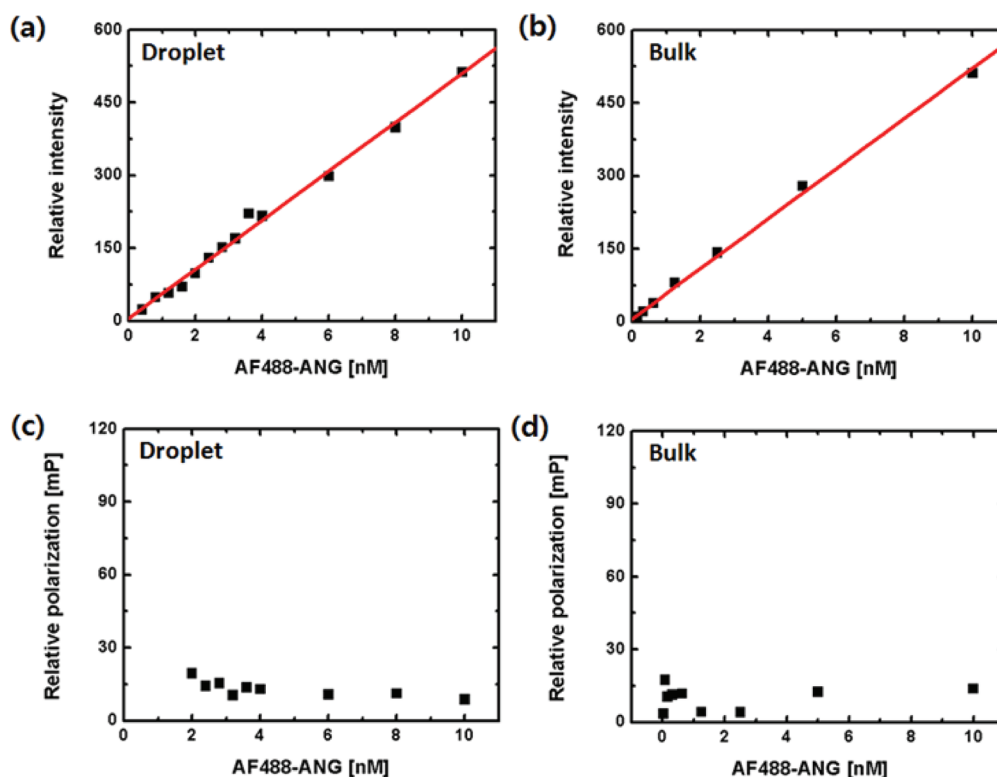 (a)
Droplet
Relative intensity
600
450
300
150
0
0 2 4 6 8 10
AF488-ANG [nM]
(b)
Bulk
Relative intensity
600
450
300
150
0
0 2 4 6 8 10
AF488-ANG [nM]
(c)
Droplet
Relative polarization [mP]
120
90
60
30
0
0 2 4 6 8 10
AF488-ANG [nM]
(d)
Bulk
Relative polarization [mP]
120
90
60
30
0
0 2 4 6 8 10
AF488-ANG [nM]